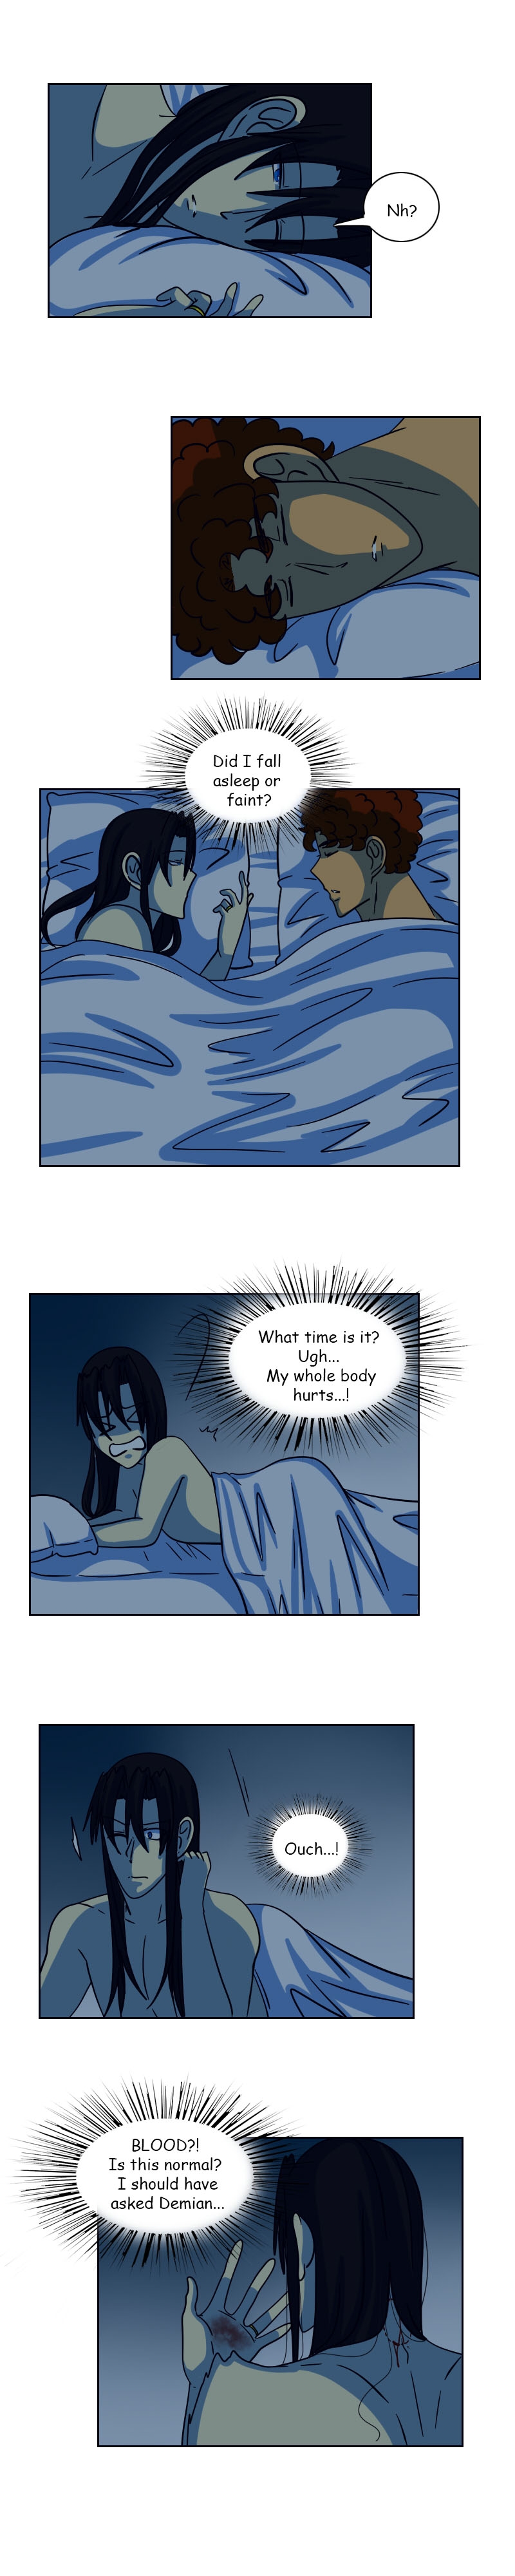 Nh?
Did I fall
asleep or
faint?
What time is it?
Ugh...
My whole body
hurts...!
Ouch...!
BLOOD?!
Is this normal?
I should have
asked Demian...